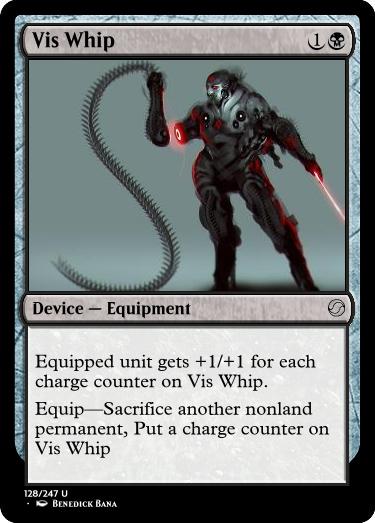 Vis Whip 1
Device — Equipment
Equipped unit gets +1/+1 for each
charge counter on Vis Whip.
Equip—Sacrifice another nonland
permanent, Put a charge counter on
Vis Whip
128/247 U
· Benedick Bana